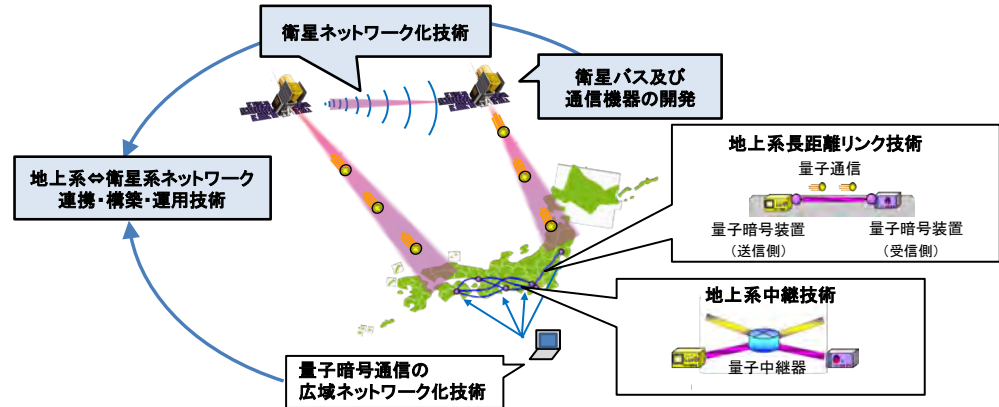 衛星ネットワーク化技術
衛星バス及び
通信機器の開発
地上系⇔衛星系ネットワーク
連携・構築・運用技術
地上系長距離リンク技術
量子通信
量子暗号装置
(送信側)
量子暗号装置
(受信側)
地上系中継技術
量子中継器
量子暗号通信の
広域ネットワーク化技術